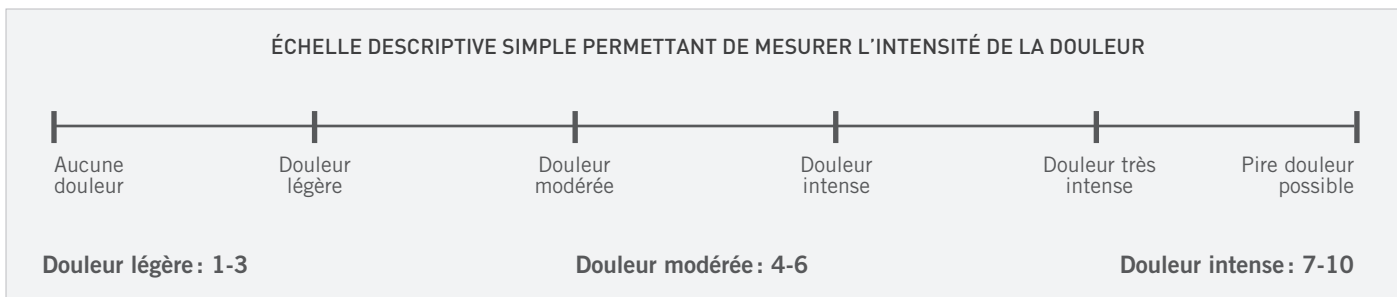 ÉCHELLE DESCRIPTIVE SIMPLE PERMETTANT DE MESURER L'INTENSITÉ DE LA DOULEUR
Aucune
douleur
Douleur
légère
Douleur
modérée
Douleur
intense
Douleur très
intense
Pire douleur
possible
Douleur légère : 1-3
Douleur modérée : 4-6
Douleur intense : 7-10